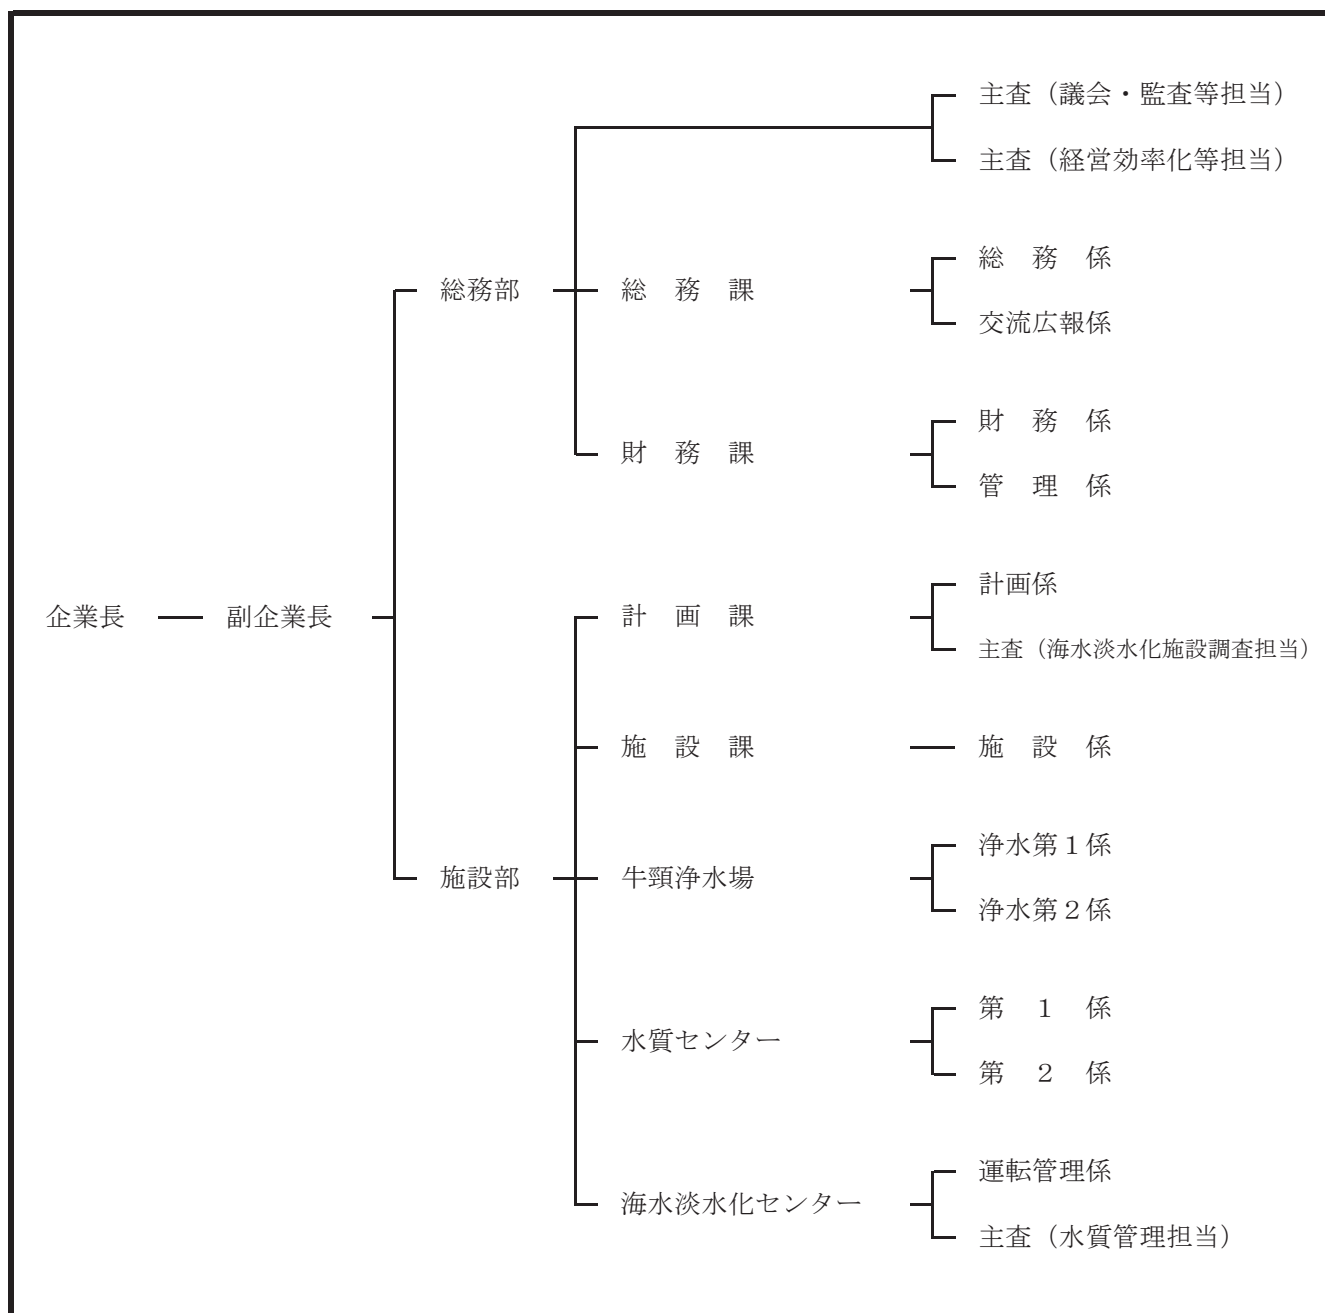 主査（議会・監査等担当）
主査（経営効率化等担当）
総　務　係
総務部
総　務　課
交流広報係
財　務　係
財　務　課
管　理　係
計画係
企業長
副企業長
計　画　課
主査（海水淡水化施設調査担当）
施　設　課
施　設　係
浄水第１係
施設部
牛頸浄水場
浄水第２係
第　１　係
水質センター
第　２　係
運転管理係
海水淡水化センター
主査（水質管理担当）